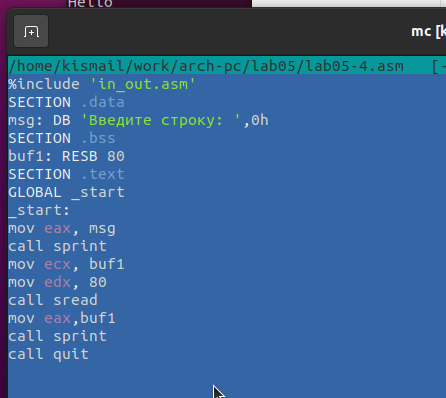 Hello
mc [k
/home/kismail/work/arch-pc/lab05/lab05-4.asm [-
%include 'in_out.asm'
SECTION .data
msg: DB 'Введите строку: ',0h
SECTION .bss
buf1: RESB 80
SECTION .text
GLOBAL _start
_start:
mov eax, msg
call sprint
mov ecx, buf1
mov edx, 80
call sread
mov eax,buf1
call sprint
call quit